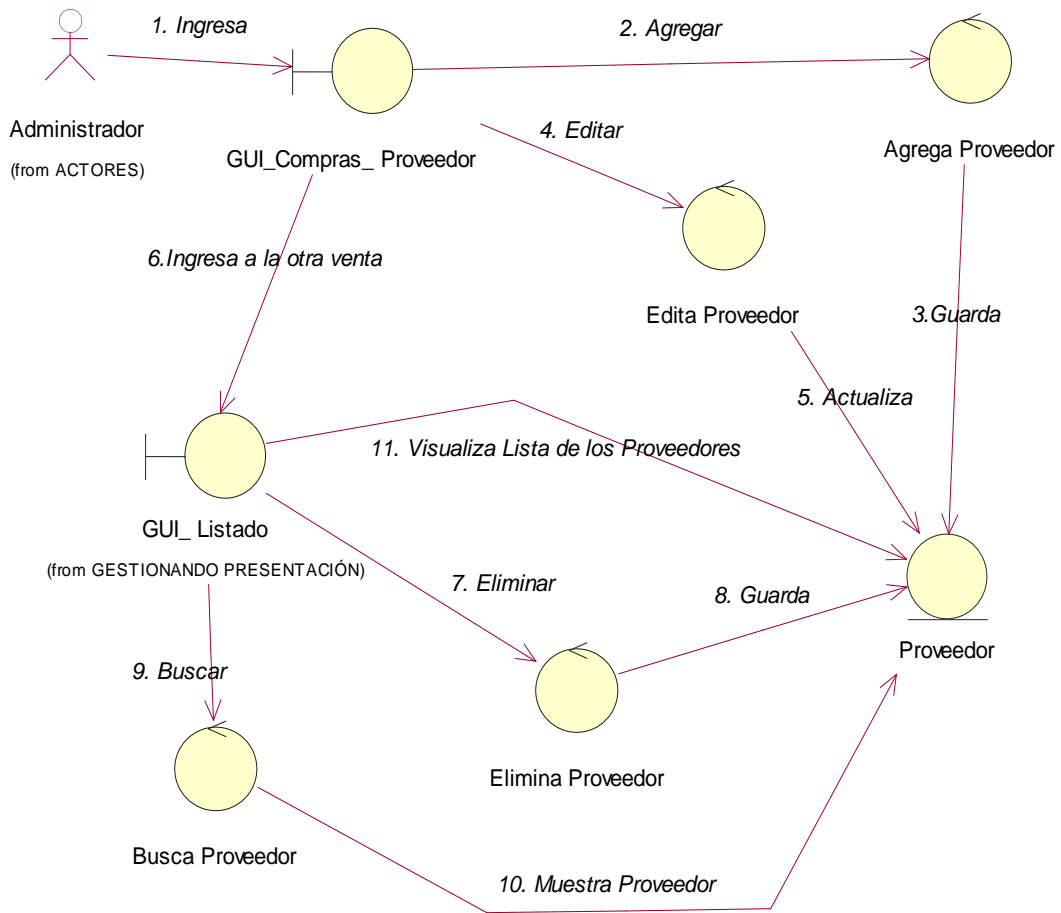 1. Ingresa
2. Agregar
Administrador
(from ACTORES)
GUI_Compras_ Proveedor
4. Editar
Agrega Proveedor
6.Ingresa a la otra venta
Edita Proveedor
3.Guarda
5. Actualiza
11. Visualiza Lista de los Proveedores
GUI_ Listado
(from GESTIONANDO PRESENTACIÓN)
7. Eliminar
8. Guarda
Proveedor
9. Buscar
Elimina Proveedor
Busca Proveedor
10. Muestra Proveedor